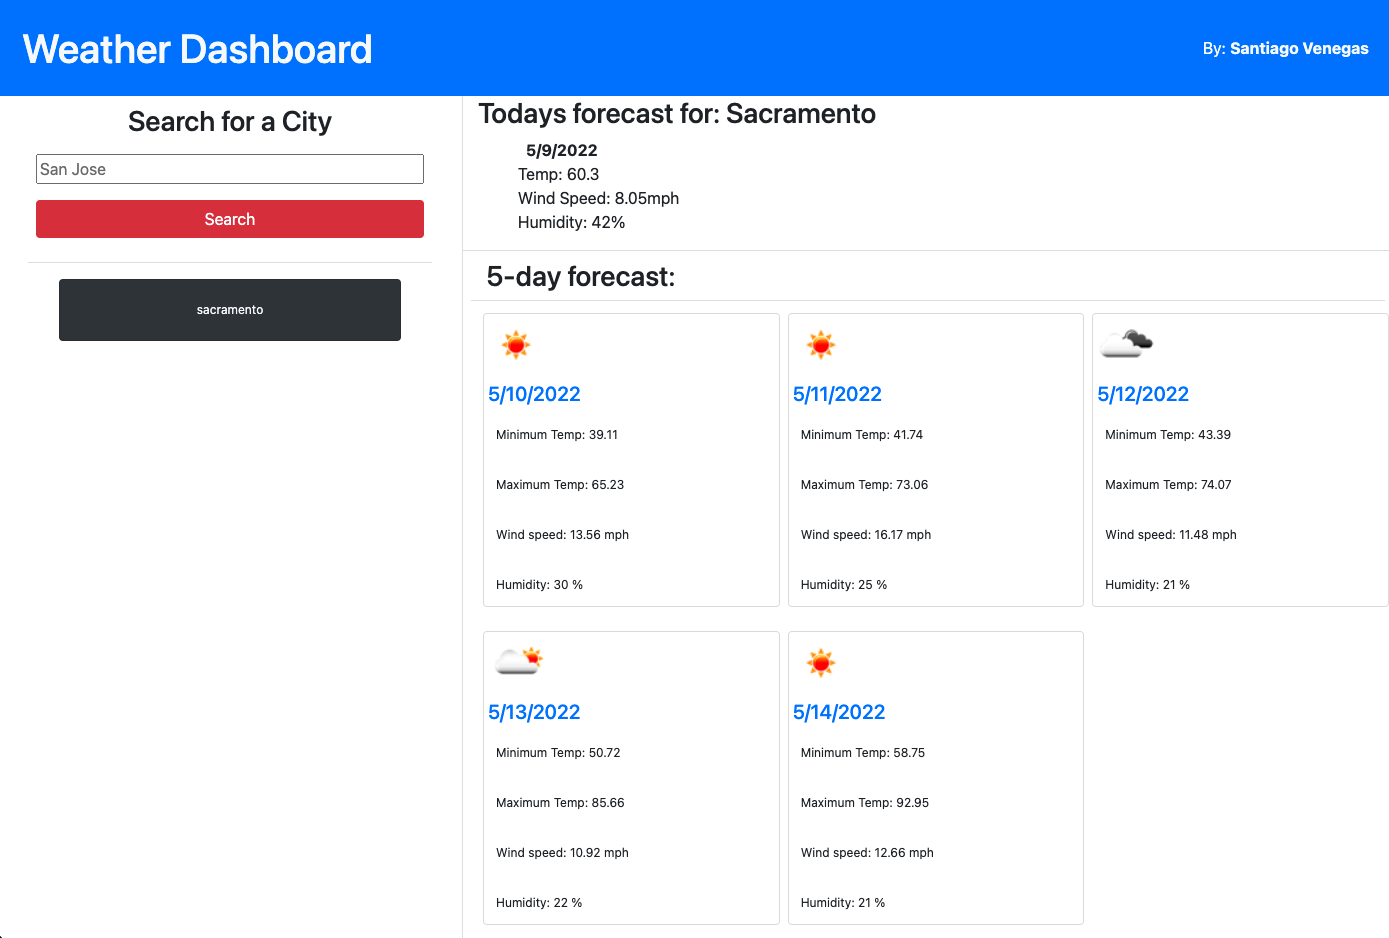 Weather Dashboard
By: Santiago Venegas
Search for a City
San Jose
Search
sacramento
Todays forecast for: Sacramento
5/9/2022
Temp: 60.3
Wind Speed: 8.05mph
Humidity: 42%
5-day forecast:
5/10/2022
Minimum Temp: 39.11
Maximum Temp: 65.23
Wind speed: 13.56 mph
Humidity: 30 %
5/11/2022
Minimum Temp: 41.74
Maximum Temp: 73.06
Wind speed: 16.17 mph
Humidity: 25 %
5/12/2022
Minimum Temp: 43.39
Maximum Temp: 74.07
Wind speed: 11.48 mph
Humidity: 21 %
5/13/2022
Minimum Temp: 50.72
Maximum Temp: 85.66
Wind speed: 10.92 mph
Humidity: 22 %
5/14/2022
Minimum Temp: 58.75
Maximum Temp: 92.95
Wind speed: 12.66 mph
Humidity: 21 %